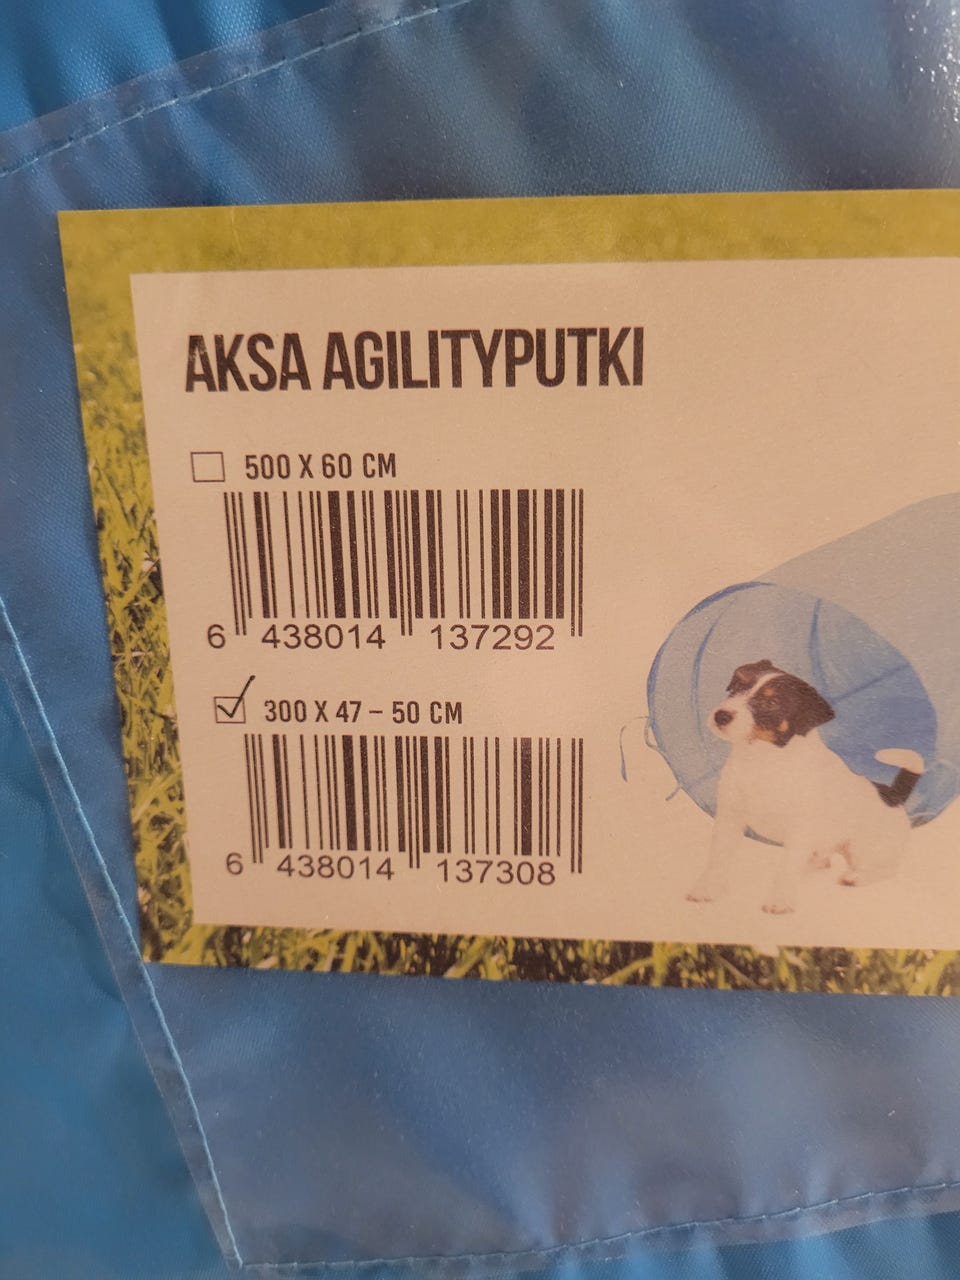 AKSA AGILITYPUTKI
500 X 60 CM
6 438014 137292
300 X 47 – 50 CM
6 438014 137308